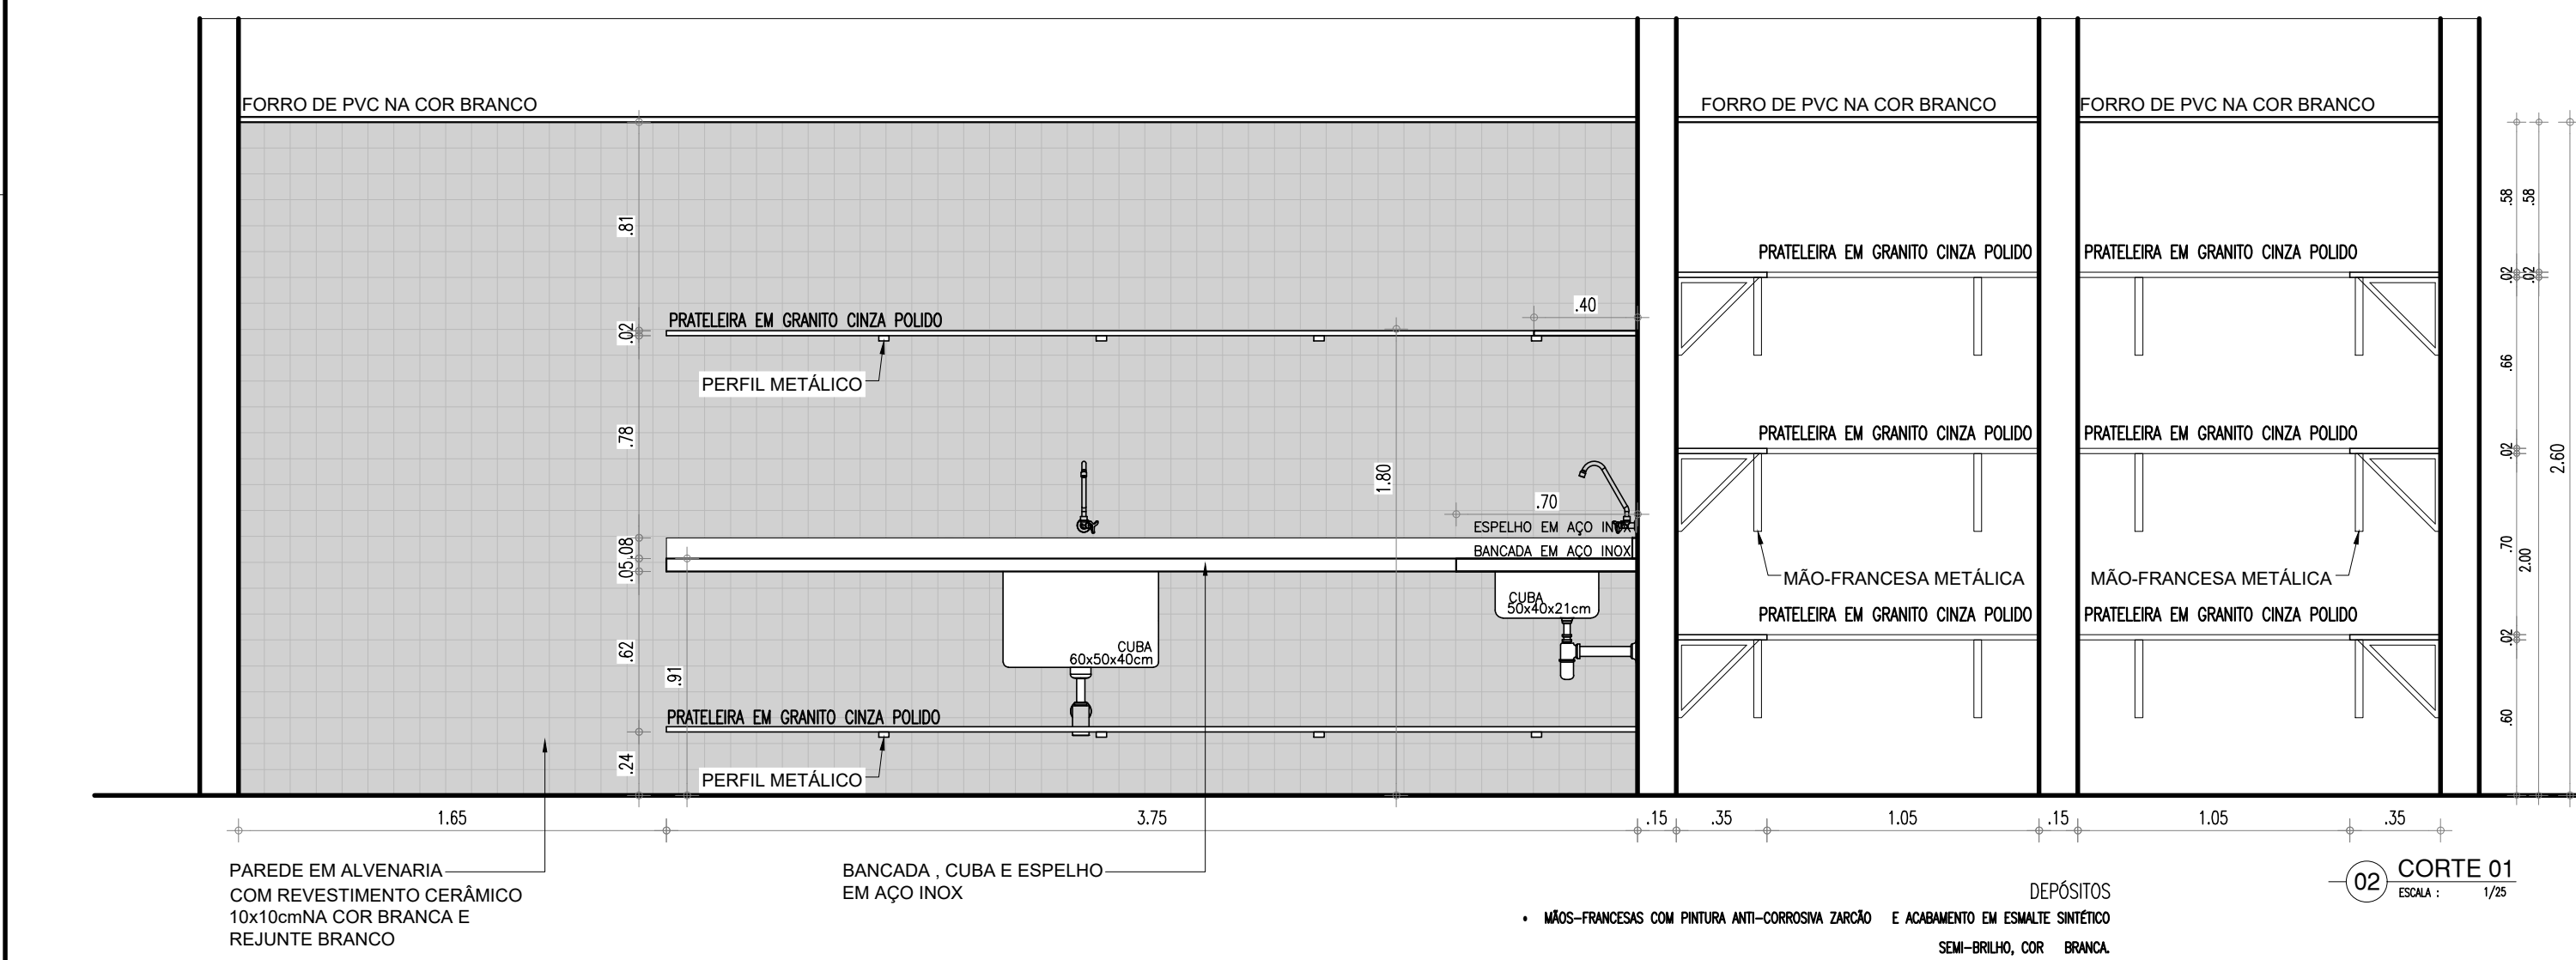 FORRO DE PVC NA COR BRANCO
FORRO DE PVC NA COR BRANCO
FORRO DE PVC NA COR BRANCO
.81
.58
.58
PRATELEIRA EM GRANITO CINZA POLIDO
PRATELEIRA EM GRANITO CINZA POLIDO
.02
.02
.40
PRATELEIRA EM GRANITO CINZA POLIDO
.02
PERFIL METÁLICO
.66
.78
PRATELEIRA EM GRANITO CINZA POLIDO
PRATELEIRA EM GRANITO CINZA POLIDO
.02
2.60
1.80
.70
ESPELHO EM AÇO INOX
BANCADA EM AÇO INOX
.08
.05
.70
2.00
MÃO-FRANCESA METÁLICA
MÃO-FRANCESA METÁLICA
CUBA
50x40x21cm
PRATELEIRA EM GRANITO CINZA POLIDO
PRATELEIRA EM GRANITO CINZA POLIDO
.02
.62
CUBA
60x50x40cm
.91
PRATELEIRA EM GRANITO CINZA POLIDO
.60
.24
PERFIL METÁLICO
1.65
3.75
.15
.35
1.05
.15
1.05
.35
PAREDE EM ALVENARIA
COM REVESTIMENTO CERÂMICO
10x10cmNA COR BRANCA E
REJUNTE BRANCO
BANCADA , CUBA E ESPELHO
EM AÇO INOX
02
CORTE 01
ESCALA : 1/25
DEPÓSITOS
• MÃOS-FRANCESAS COM PINTURA ANTI-CORROSIVA ZARCÃO E ACABAMENTO EM ESMALTE SINTÉTICO
SEMI-BRILHO, COR BRANCA.